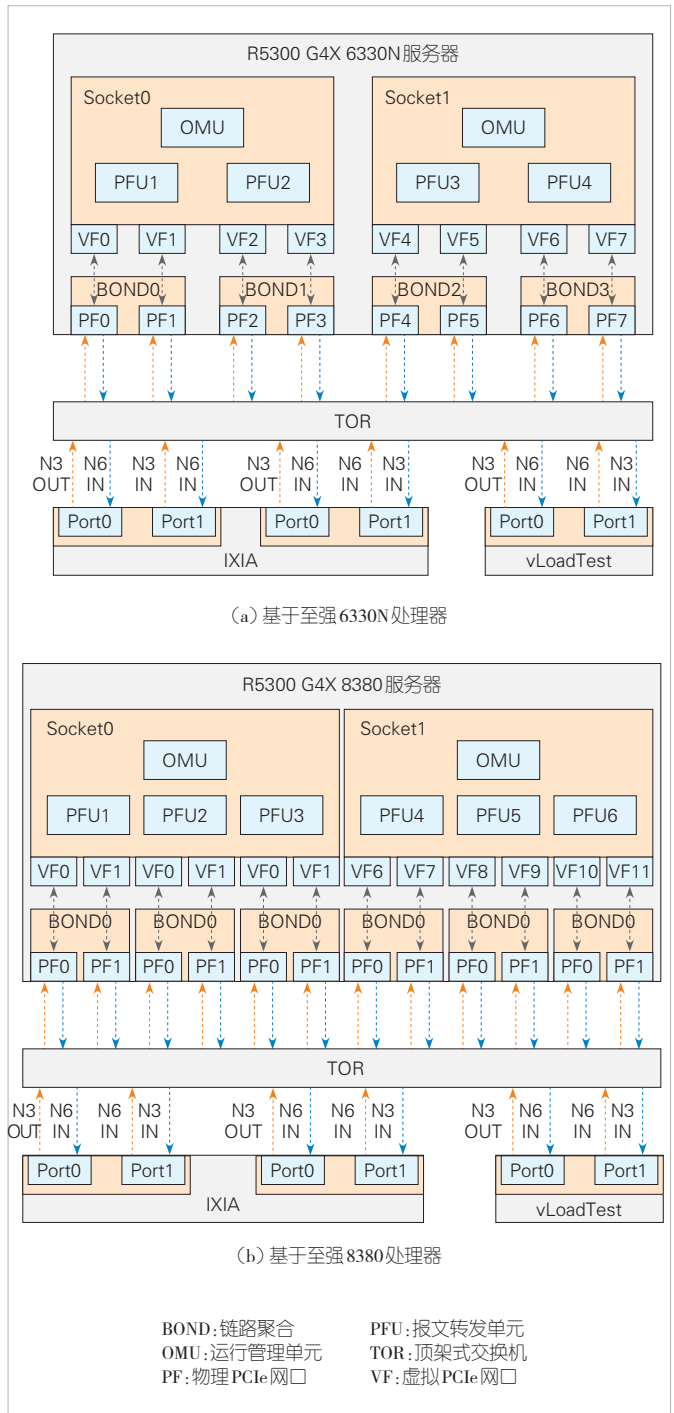 R5300 G4X 6330N服务器
Socket0 Socket1
OMU OMU
PFU1 PFU2 PFU3 PFU4
VF0 VF1 VF2 VF3 VF4 VF5 VF6 VF7
BOND0 BOND1 BOND2 BOND3
PF0 PF1 PF2 PF3 PF4 PF5 PF6 PF7
TOR
N3 N6 N3 N6 N3 N6 N6 N3 N3 N6 N6 N3
OUT IN IN IN OUT IN IN IN OUT IN IN IN
Port0 Port1 Port0 Port1 Port0 Port1
IXIA vLoadTest
(a)基于至强6330N处理器
R5300 G4X 8380服务器
Socket0 Socket1
OMU OMU
PFU1 PFU2 PFU3 PFU4 PFU5 PFU6
VF0 VF1 VF0 VF1 VF0 VF1 VF6 VF7 VF8 VF9 VF10 VF11
BOND0 BOND0 BOND0 BOND0 BOND0 BOND0
PF0 PF1 PF0 PF1 PF0 PF1 PF0 PF1 PF0 PF1 PF0 PF1
TOR
N3 N6 N6 N3 N3 N6 N6 N3 N3 N6 N6 N3
OUT IN IN IN OUT IN IN IN OUT IN IN IN
Port0 Port1 Port0 Port1 Port0 Port1
IXIA vLoadTest
(b)基于至强8380处理器
BOND:链路聚合 PFU:报文转发单元
OMU:运行管理单元 TOR:顶架式交换机
PF:物理PCIe网口 VF:虚拟PCIe网口